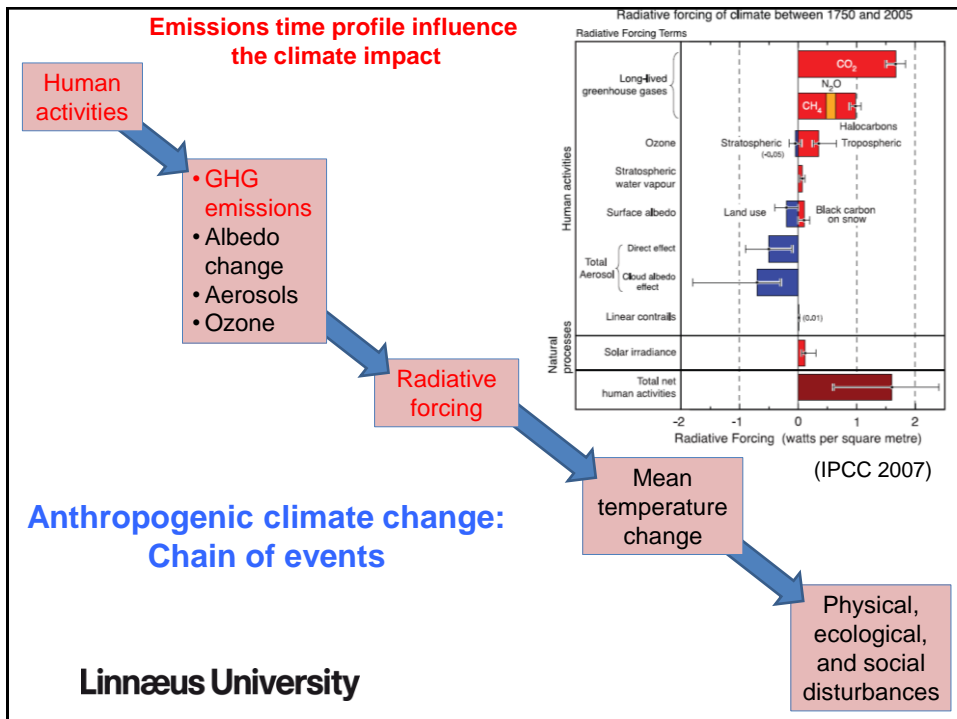 Emissions time profile influence
the climate impact
Human
activities
• GHG
emissions
• Albedo
change
• Aerosols
• Ozone
Radiative
forcing
Mean
temperature
change
Physical,
ecological,
and social
disturbances
Anthropogenic climate change:
Chain of events
Linnæus University
Radiative forcing of climate between 1750 and 2005
Radiative Forcing Terms
Human activities
Long-lived
greenhouse gases
CO2
N2O
CH4
Halocarbons
Ozone
Stratospheric
(-0.05)
Tropospheric
Stratospheric
water vapour
Surface albedo
Land use
Black carbon
on snow
Total
Aerosol
Direct effect
Cloud albedo
effect
Linear contrails
(0.01)
Natural
processes
Solar irradiance
Total net
human activities
-2 -1 0 1 2
Radiative Forcing (watts per square metre)
(IPCC 2007)